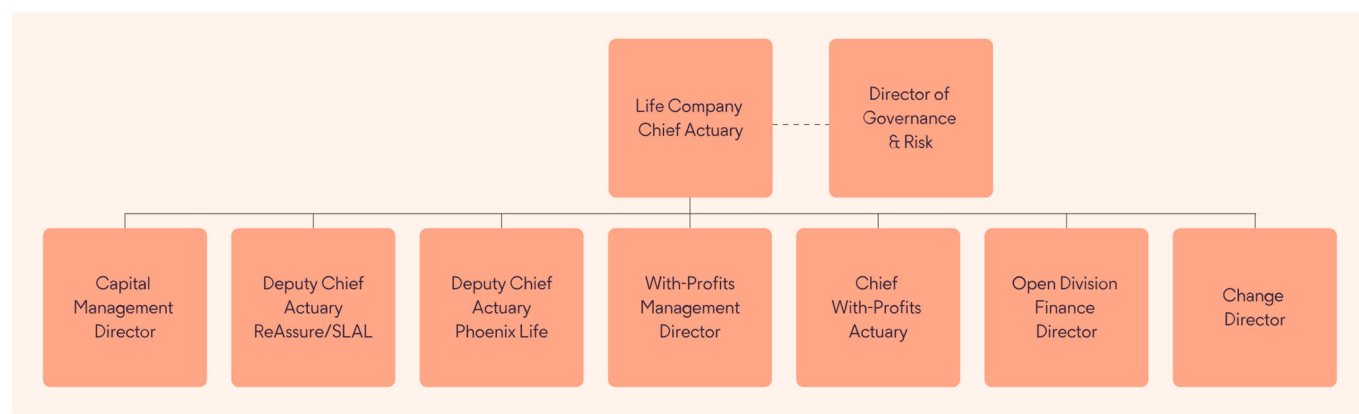 Life Company
Chief Actuary
Director of
Governance
& Risk
Capital
Management
Director
Deputy Chief
Actuary
ReAssure/SLAL
Deputy Chief
Actuary
Phoenix Life
With-Profits
Management
Director
Chief
With-Profits
Actuary
Open Division
Finance
Director
Change
Director